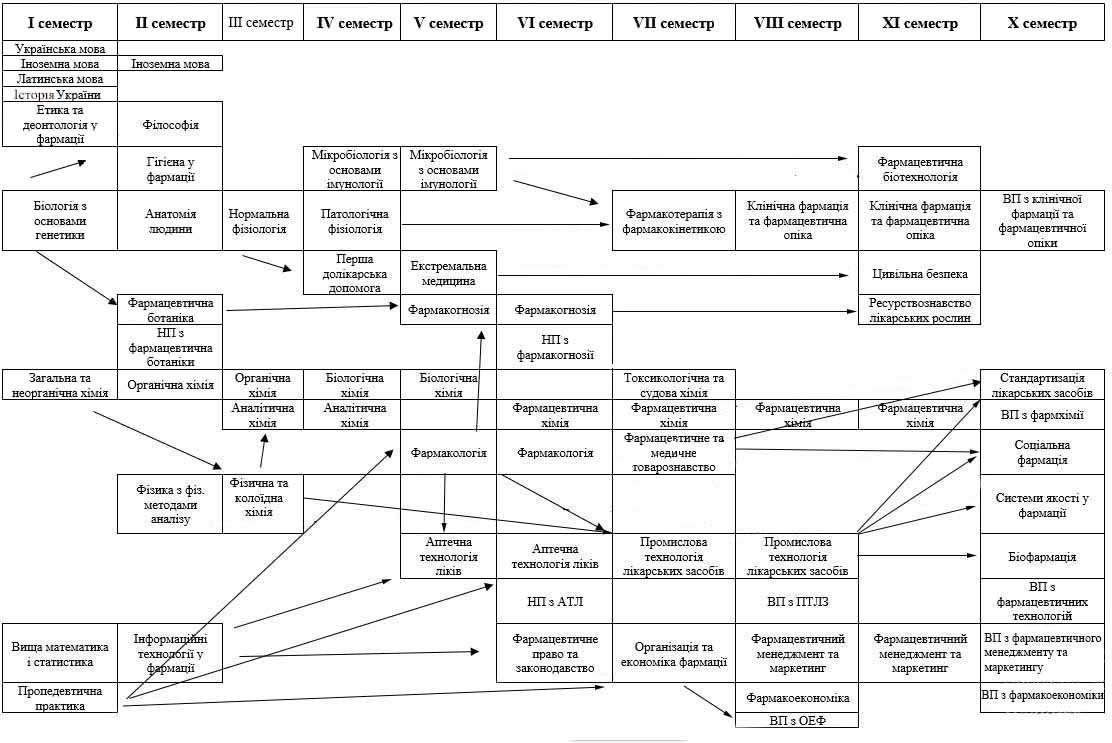 I семестр
II семестр
III семестр
IV семестр
V семестр
VI семестр
VII семестр
VIII семестр
XI семестр
X семестр
Українська мова
Іноземна мова
Іноземна мова
Латинська мова
Історія України
Етика та
деонтологія у
фармації
Філософія
Гігієна у
фармації
Мікробіологія з
основами
імунології
Мікробіологія
з основами
імунології
Фармацевтична
біотехнологія
Біологія з
основами
генетики
Анатомія
людини
Нормальна
фізіологія
Патологічна
фізіологія
Фармакотерапія з
фармакокінетикою
Клінічна фармація
та фармацевтична
опіка
Клінічна фармація
та фармацевтична
опіка
ВП з клінічної
фармації та
фармацевтичної
опіки
Перша
долікарська
допомога
Екстремальна
медицина
Цивільна безпека
Фармацевтична
ботаніка
Фармакогнозія
Фармакогнозія
Ресурствознавство
лікарських рослин
НП з
фармацевтична
ботаніки
НП з
фармакогнозії
Загальна та
неорганічна хімія
Органічна хімія
Органічна
хімія
Біологічна
хімія
Біологічна
хімія
Токсикологічна та
судова хімія
Стандартизація
лікарських засобів
Аналітична
хімія
Аналітична
хімія
Фармацевтична
хімія
Фармацевтична
хімія
Фармацевтична
хімія
Фармацевтична
хімія
ВП з фармхімії
Фармакологія
Фармакологія
Фармацевтичне та
медичне
товарознавство
Соціальна
фармація
Фізика з фіз.
методами
аналізу
Фізична та
колоїдна
хімія
Системи якості у
фармації
Аптечна
технологія
ліків
Аптечна
технологія ліків
Промислова
технологія
лікарських засобів
Промислова
технологія
лікарських засобів
Біофармація
НП з АТЛ
ВП з ПТЛЗ
ВП з
фармацевтичних
технологій
Вища математика
і статистика
Інформаційні
технології у
фармації
Фармацевтичне
право та
законодавство
Організація та
економіка фармації
Фармацевтичний
менеджмент та
маркетинг
Фармацевтичний
менеджмент та
маркетинг
ВП з фармацевтичного
менеджменту та
маркетингу
Пропедевтична
практика
Фармакоекономіка
ВП з фармакоекономіки
ВП з ОЕФ